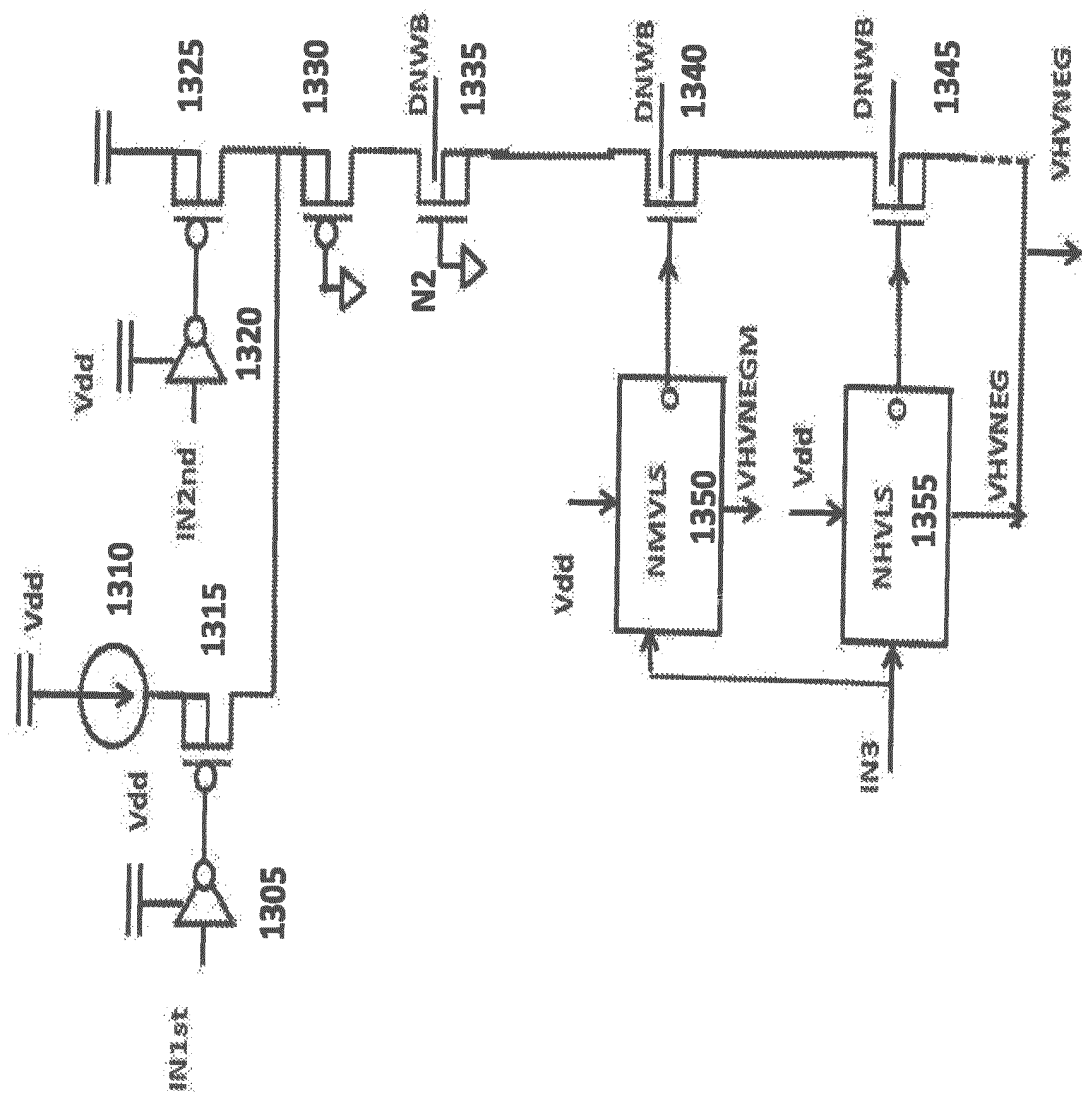 1325
1330
DNWB
1335
DNWB
1340
DNWB
1345
VHVNEG
Vdd
1320
IN2nd
N2
Vdd
1310
1315
Vdd
NMVLS
1350
VHVNEGM
Vdd
NHVLS
1355
VHVNEG
Vdd
1305
IN1st
IN3